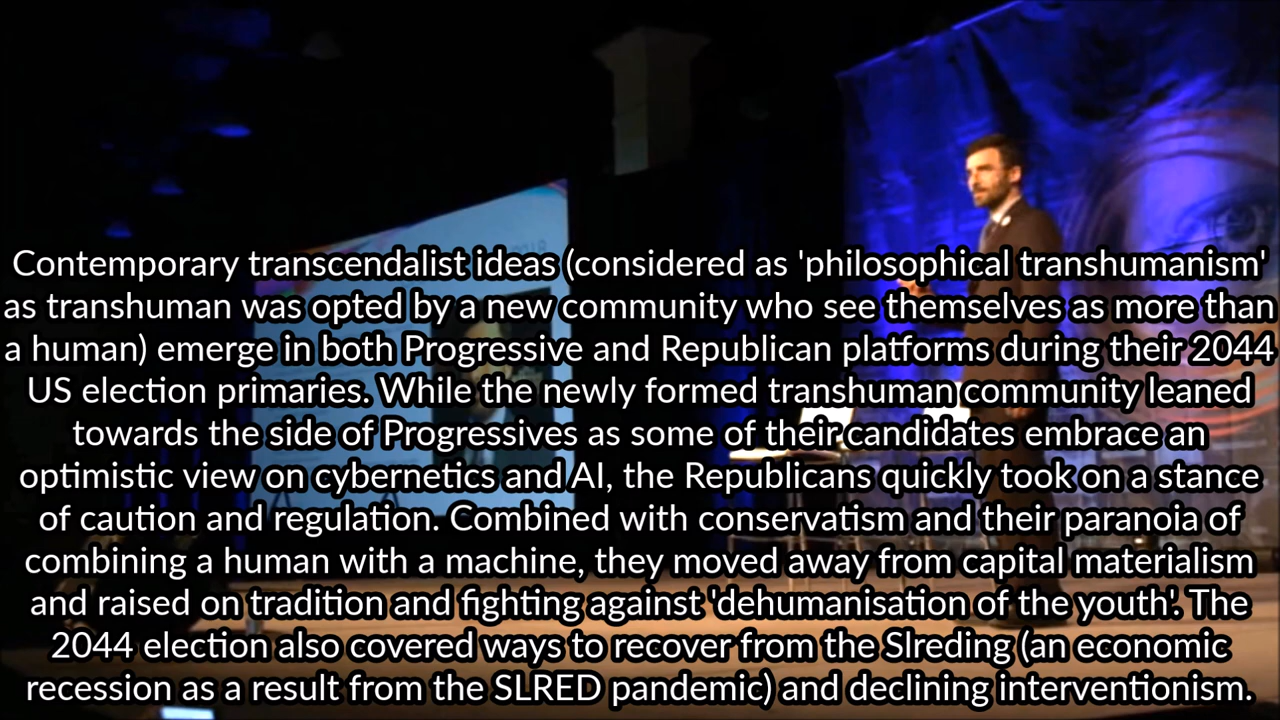 Contemporary transcendalist ideas (considered as 'philosophical transhumanism'
as transhuman was opted by a new community who see themselves as more than
a human) emerge in both Progressive and Republican platforms during their 2044
US election primaries. While the newly formed transhuman community leaned
towards the side of Progressives as some of their candidates embrace an
optimistic view on cybernetics and AI, the Republicans quickly took on a stance
of caution and regulation. Combined with conservatism and their paranoia of
combining a human with a machine, they moved away from capital materialism
and raised on tradition and fighting against 'dehumanisation of the youth'. The
2044 election also covered ways to recover from the Slreding (an economic
recession as a result from the SLRED pandemic) and declining interventionism.